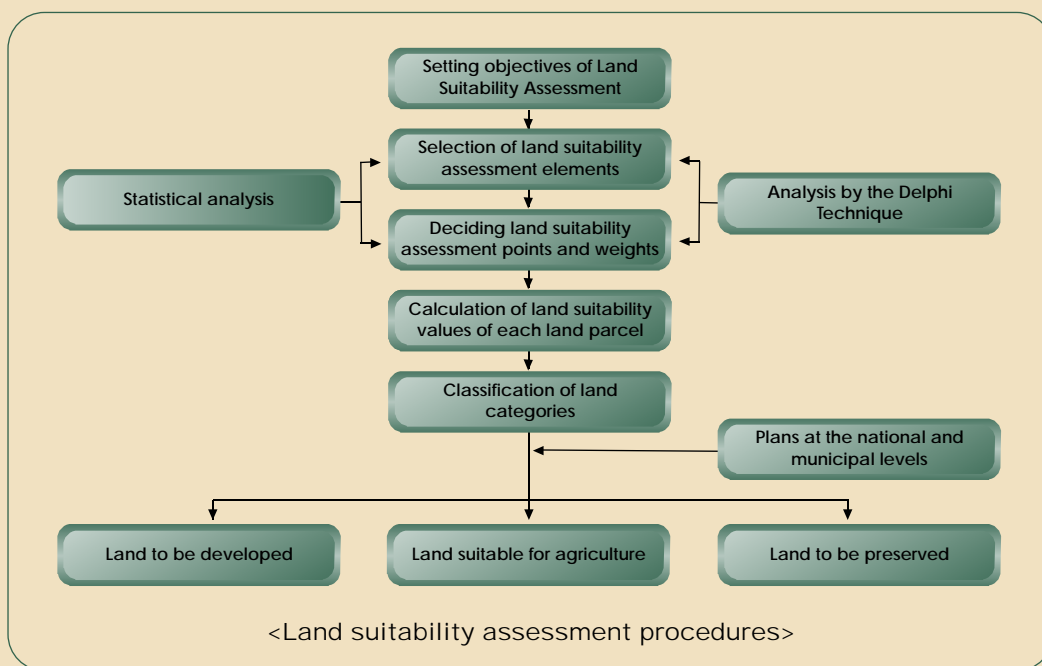 Setting objectives of Land
Suitability Assessment
Selection of land suitability
assessment elements
Statistical analysis
Analysis by the Delphi
Technique
Deciding land suitability
assessment points and weights
Calculation of land suitability
values of each land parcel
Classification of land
categories
Plans at the national and
municipal levels
Land to be developed
Land suitable for agriculture
Land to be preserved
<Land suitability assessment procedures>